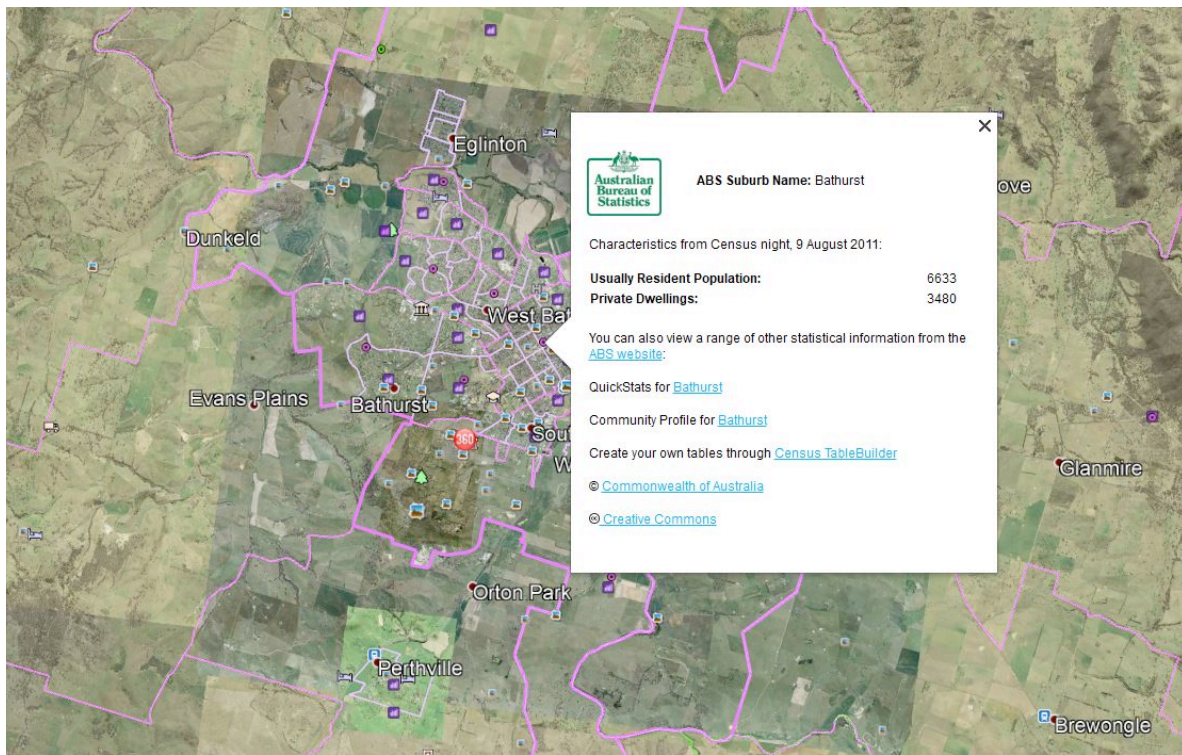 Eglinton
Dunkeld
West Bat
Evans Plains
Bathurst
360
Sout
W
Orton Park
Perthville
ove
Glanmire
Brewongle
Australian
Bureau of
Statistics
ABS Suburb Name: Bathurst
Characteristics from Census night, 9 August 2011:
Usually Resident Population: 6633
Private Dwellings: 3480
You can also view a range of other statistical information from the
ABS website:
QuickStats for Bathurst
Community Profile for Bathurst
Create your own tables through Census TableBuilder
© Commonwealth of Australia
Creative Commons